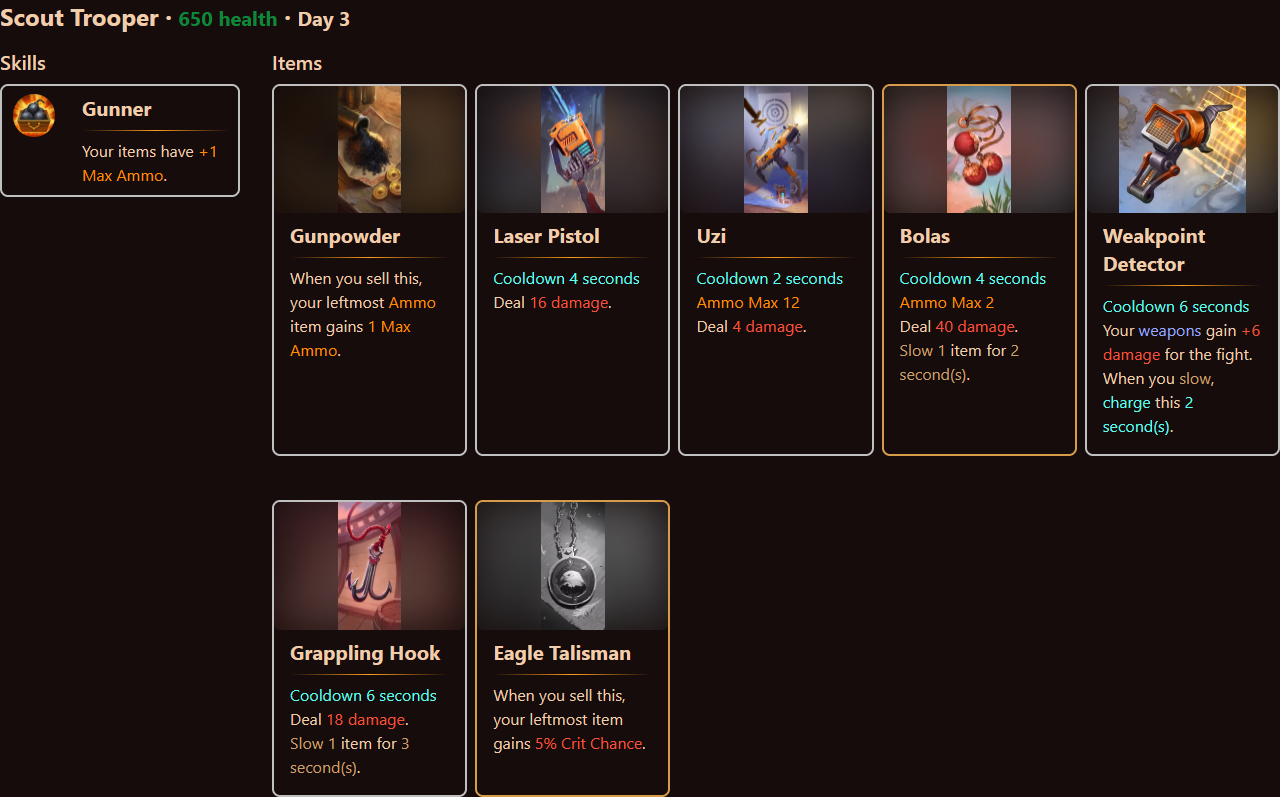 Scout Trooper · 650 health · Day 3
Skills
Items
Gunner
Your items have +1
Max Ammo.
Gunpowder
When you sell this,
your leftmost Ammo
item gains 1 Max
Ammo.
Laser Pistol
Cooldown 4 seconds
Deal 16 damage.
Uzi
Cooldown 2 seconds
Ammo Max 12
Deal 4 damage.
Bolas
Cooldown 4 seconds
Ammo Max 2
Deal 40 damage.
Slow 1 item for 2
second(s).
Weakpoint
Detector
Cooldown 6 seconds
Your weapons gain +6
damage for the fight.
When you slow,
charge this 2
second(s).
Grappling Hook
Cooldown 6 seconds
Deal 18 damage.
Slow 1 item for 3
second(s).
Eagle Talisman
When you sell this,
your leftmost item
gains 5% Crit Chance.